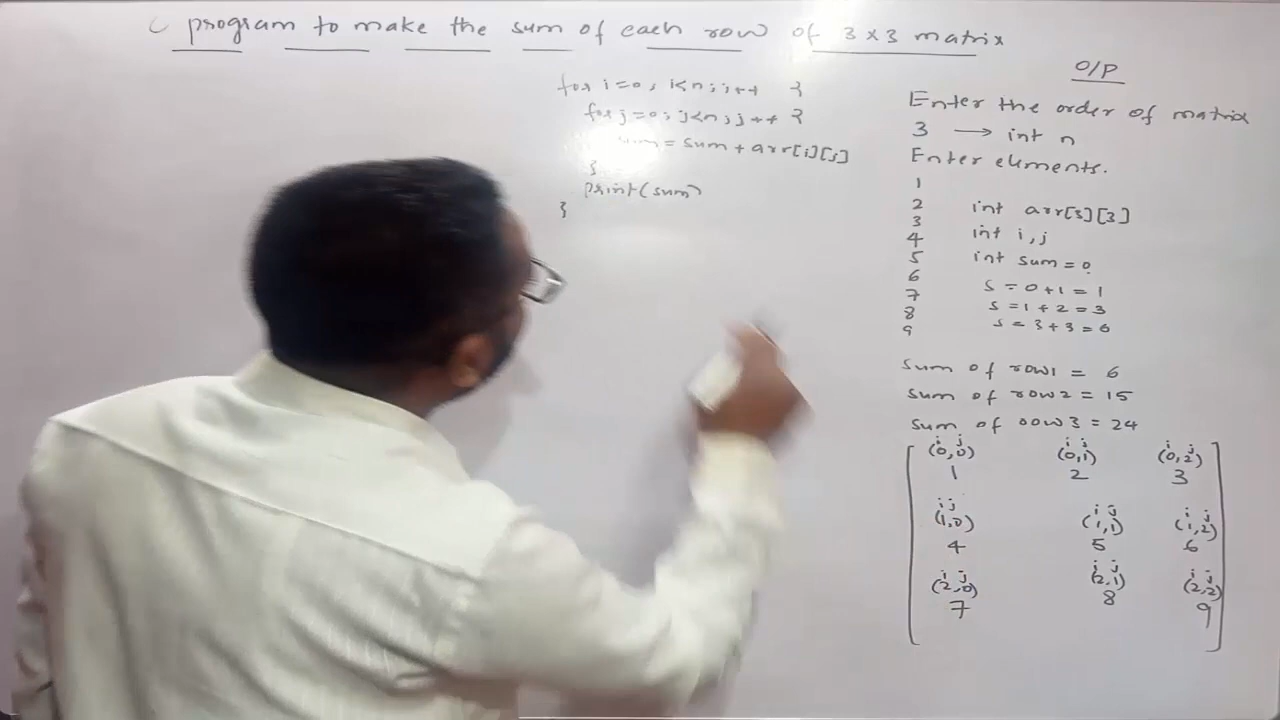 C program to make the sum of each row of 3 x 3 matrix
for i=0; i<n; i++ {
for j=0; j<n; j++ {
= sum + arr[i][j]
}
print(sum)
}
O/P
Enter the order of matrix
3 → int n
Enter elements.
1
2 int arr[3][3]
3
4 int i,j
5 int sum = 0
6
7 s = 0+1 = 1
8 s = 1+2 = 3
9 s = 3+3 = 6
Sum of row1 = 6
Sum of row2 = 15
Sum of row3 = 24
i j i j i j
(0,0) (0,1) (0,2)
1 2 3
i j i j i j
(1,0) (1,1) (1,2)
4 5 6
i j i j i j
(2,0) (2,1) (2,2)
7 8 9